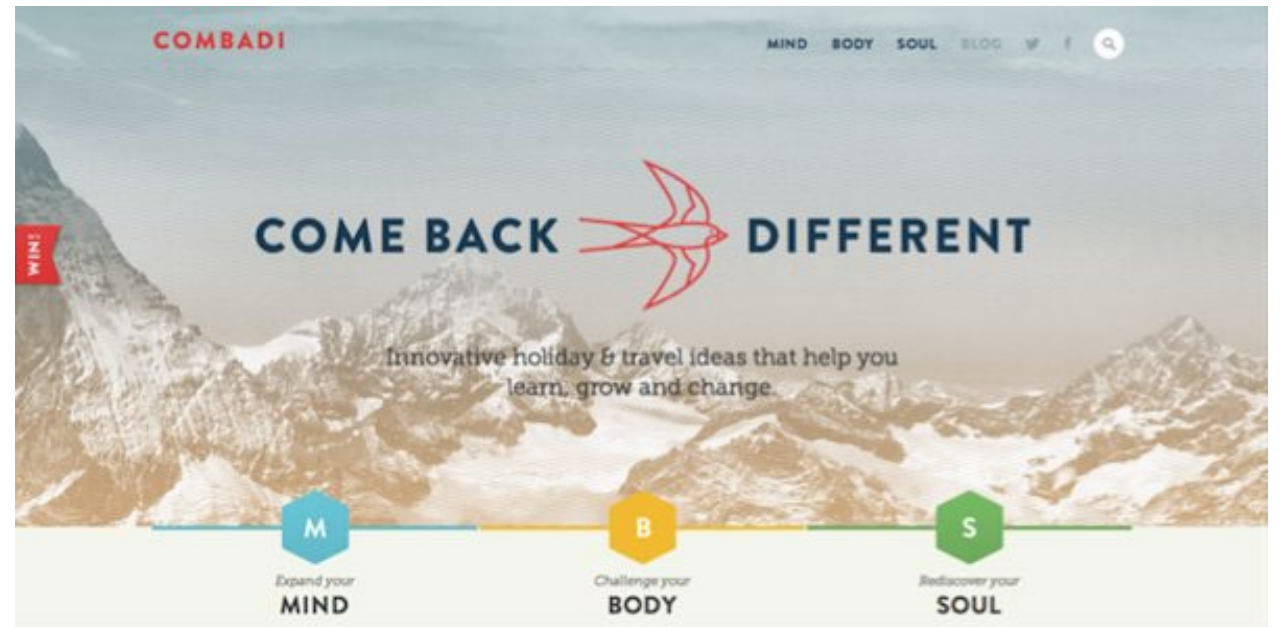 COMBADI
MIND BODY SOUL BLOG
COME BACK DIFFERENT
WIN!
Innovative holiday & travel ideas that help you
learn, grow and change.
M B S
Expand your Challenge your Rediscover your
MIND BODY SOUL